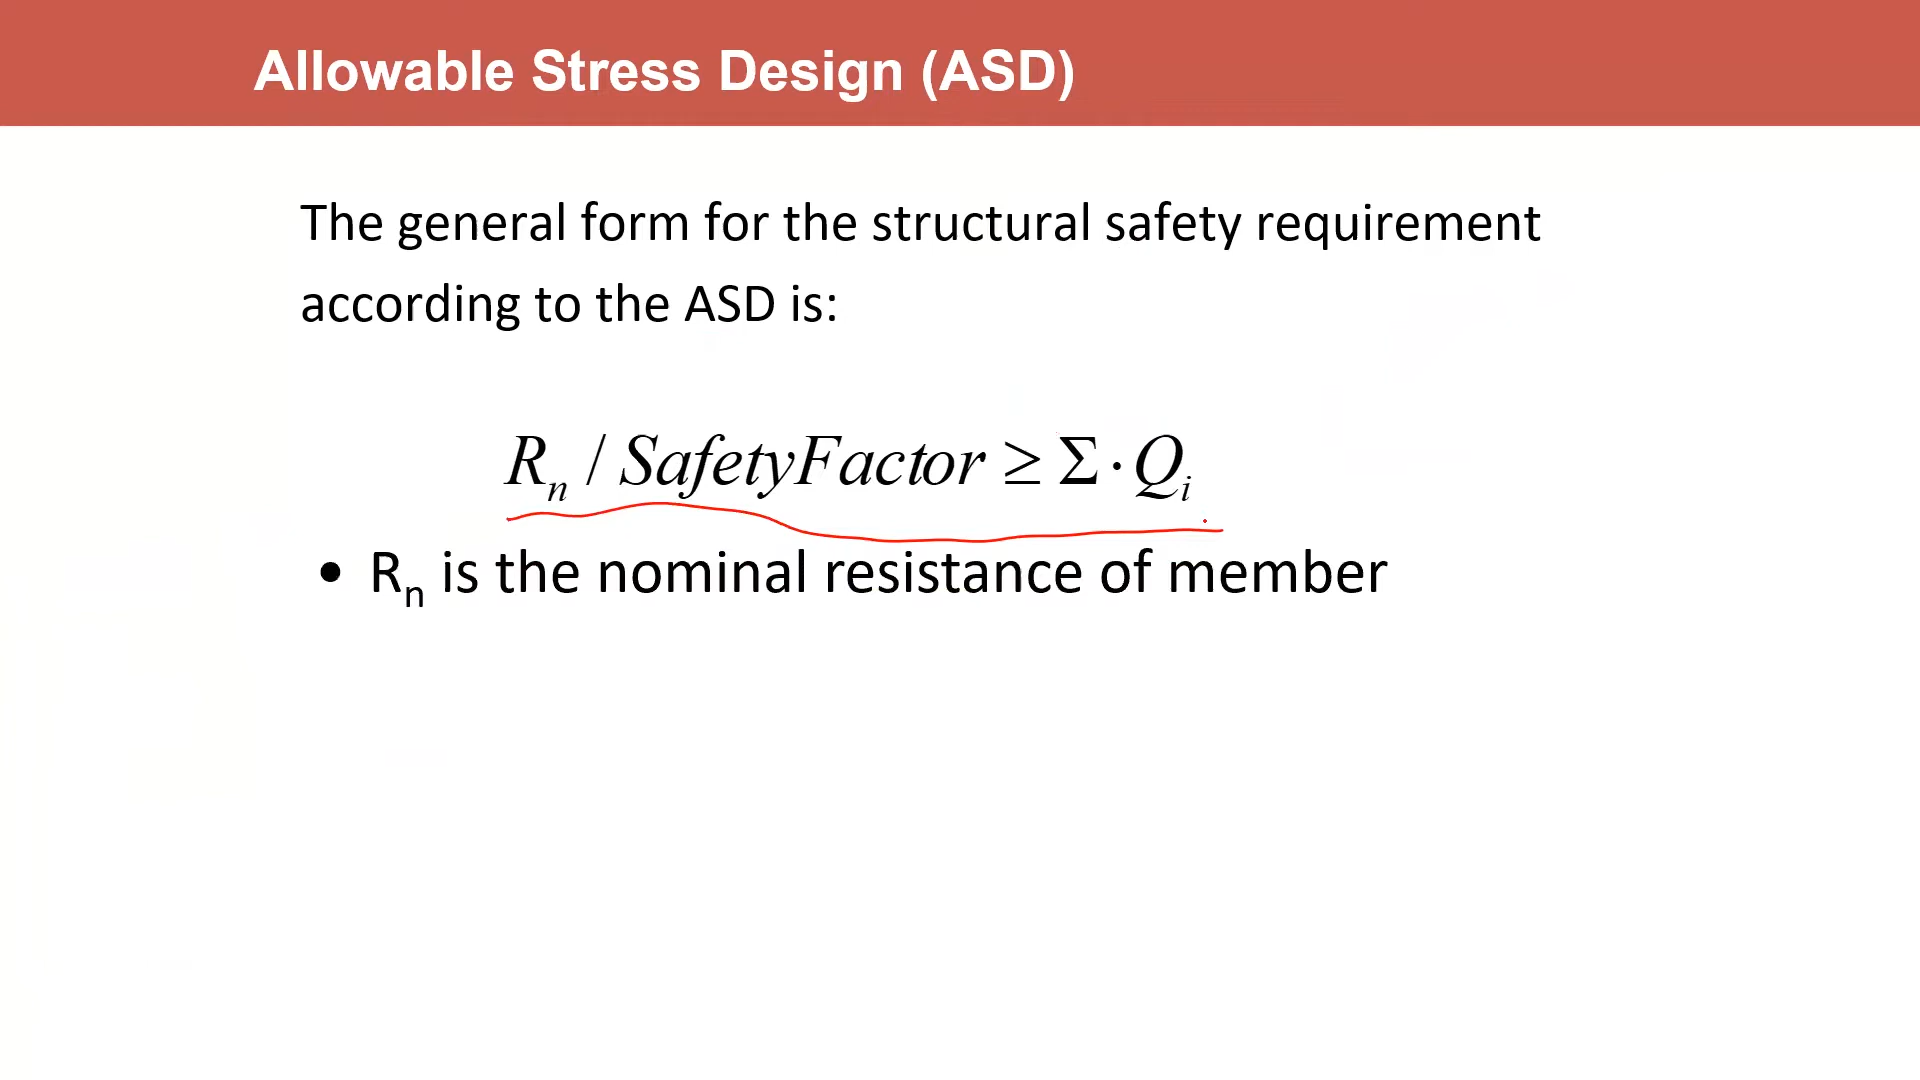 Allowable Stress Design (ASD)
The general form for the structural safety requirement
according to the ASD is:
Rₙ / SafetyFactor ≥ Σ · Qᵢ
• Rₙ is the nominal resistance of member